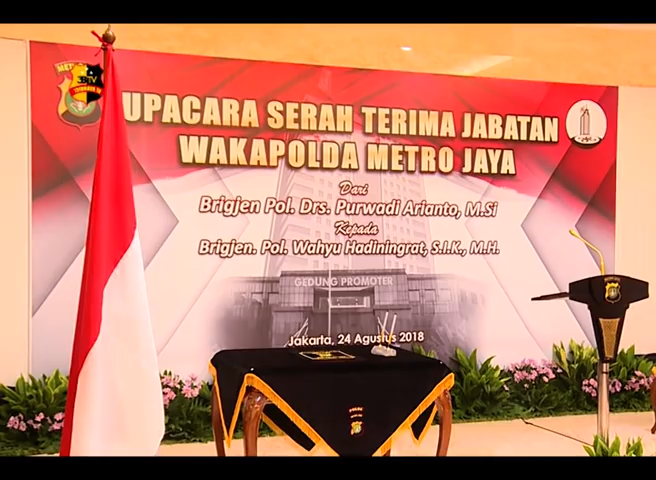 UPACARA SERAH TERIMA JABATAN
WAKAPOLDA METRO JAYA
Dari
Brigjen Pol. Drs. Purwadi Arianto, M.Si
Kepada
Brigjen. Pol. Wahyu Hadiningrat, S.I.K., M.H.
GEDUNG PROMOTER
Jakarta, 24 Agustus 2018